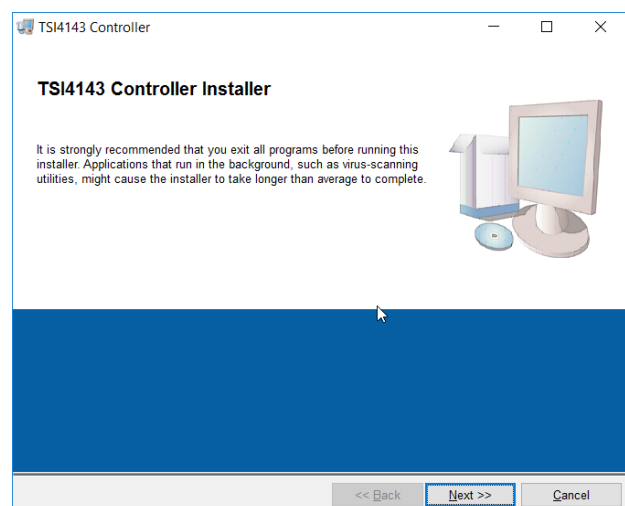 TSI4143 Controller
TSI4143 Controller Installer
It is strongly recommended that you exit all programs before running this
installer. Applications that run in the background, such as virus-scanning
utilities, might cause the installer to take longer than average to complete.
<< Back Next >> Cancel